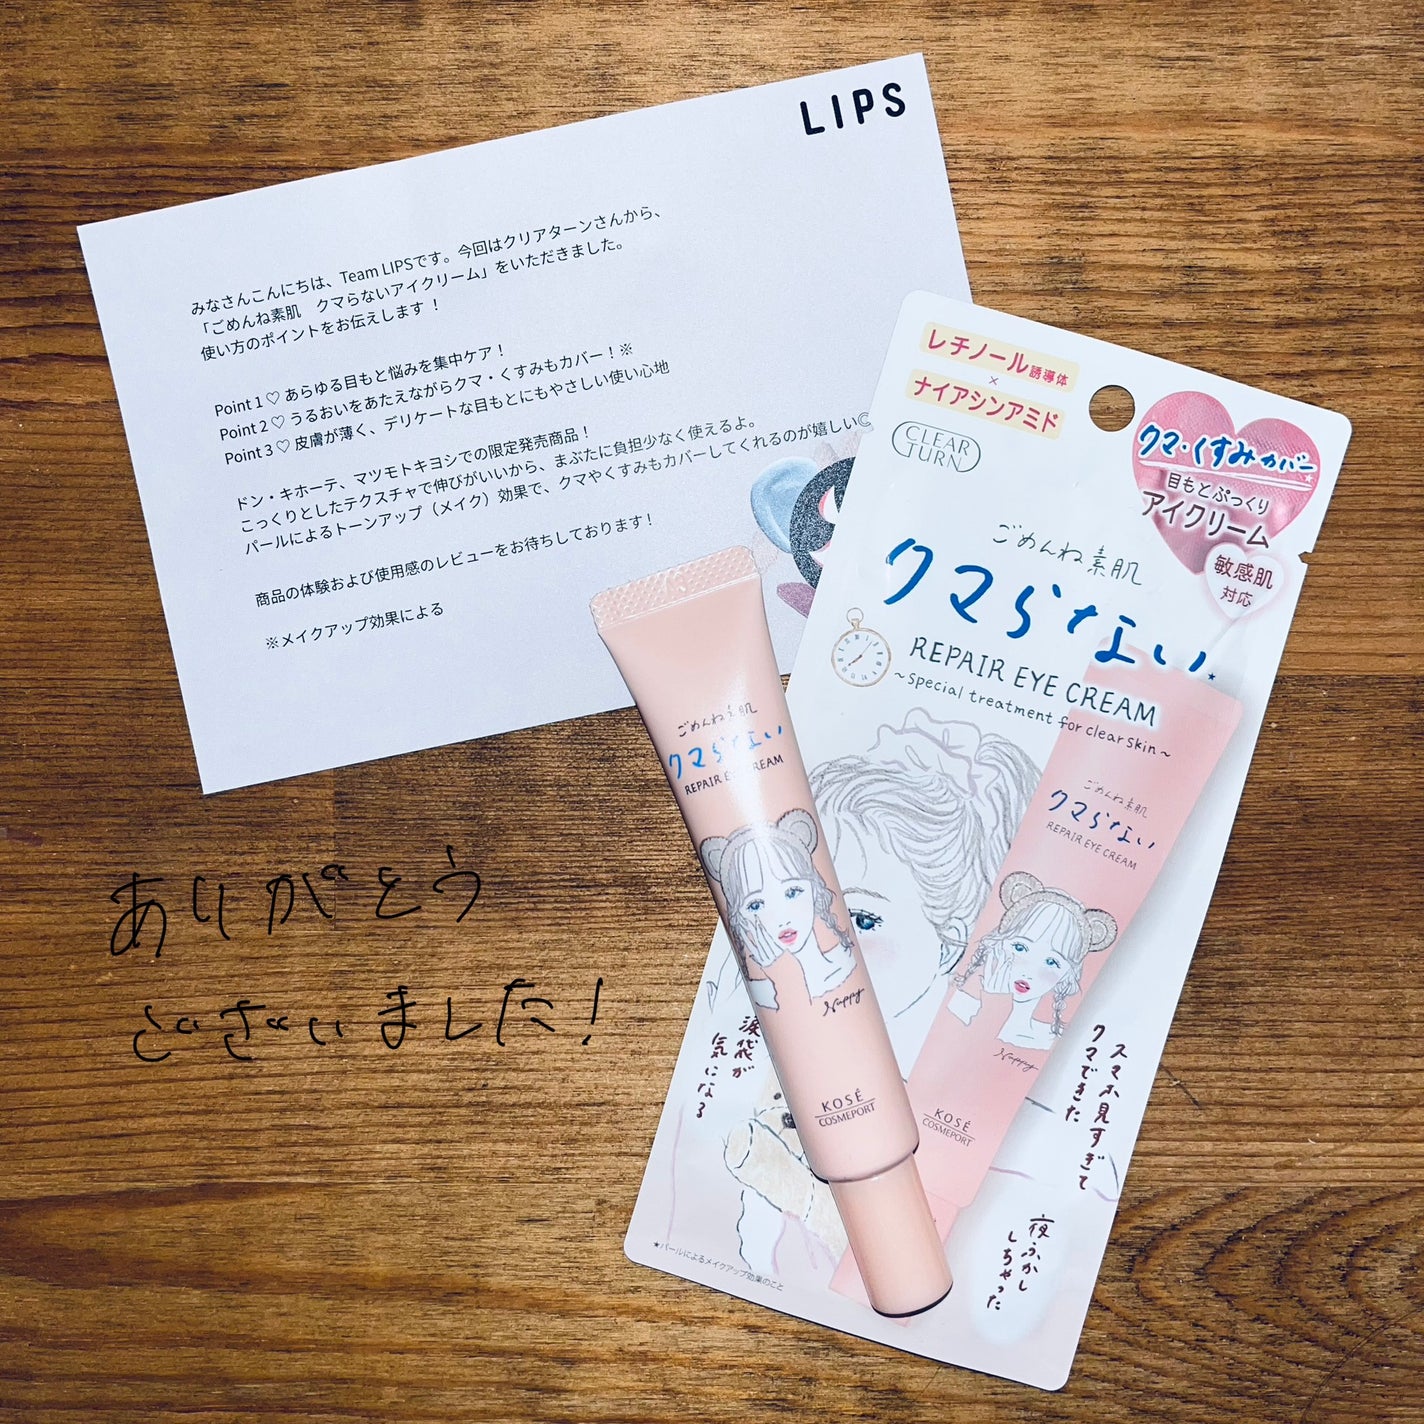 LIPS
みなさんこんにちは、Team LIPSです。今回はクリアターンさんから、
「ごめんね素肌　クマらないアイクリーム」をいただきました。
使い方のポイントをお伝えします！
Point 1 ♡ あらゆる目もと悩みを集中ケア！
Point 2 ♡ うるおいをあたえながらクマ・くすみもカバー！※
Point 3 ♡ 皮膚が薄く、デリケートな目もとにもやさしい使い心地
ドン・キホーテ、マツモトキヨシでの限定発売商品！
こっくりとしたテクスチャで伸びがいいから、まぶたに負担少なく使えるよ。
パールによるトーンアップ（メイク）効果で、クマやくすみもカバーしてくれるのが嬉しい◎
商品の体験および使用感のレビューをお待ちしております！
※メイクアップ効果による
レチノール誘導体
×
ナイアシンアミド
CLEAR
TURN
クマ・くすみカバー★
目もとぷっくり
アイクリーム
敏感肌
対応
ごめんね素肌
クマらない★
REPAIR EYE CREAM
～special treatment for clear skin～
ごめんね素肌
クマらない
REPAIR EYE CREAM
Nuppy
KOSÉ
COSMEPORT
ごめんね素肌
クマらない
REPAIR EYE CREAM
Nuppy
KOSÉ
COSMEPORT
涙袋が
気になる
スマホ見すぎて
クマできた
夜ふかし
しちゃった
★パールによるメイクアップ効果のこと
ありがとう
ございました！